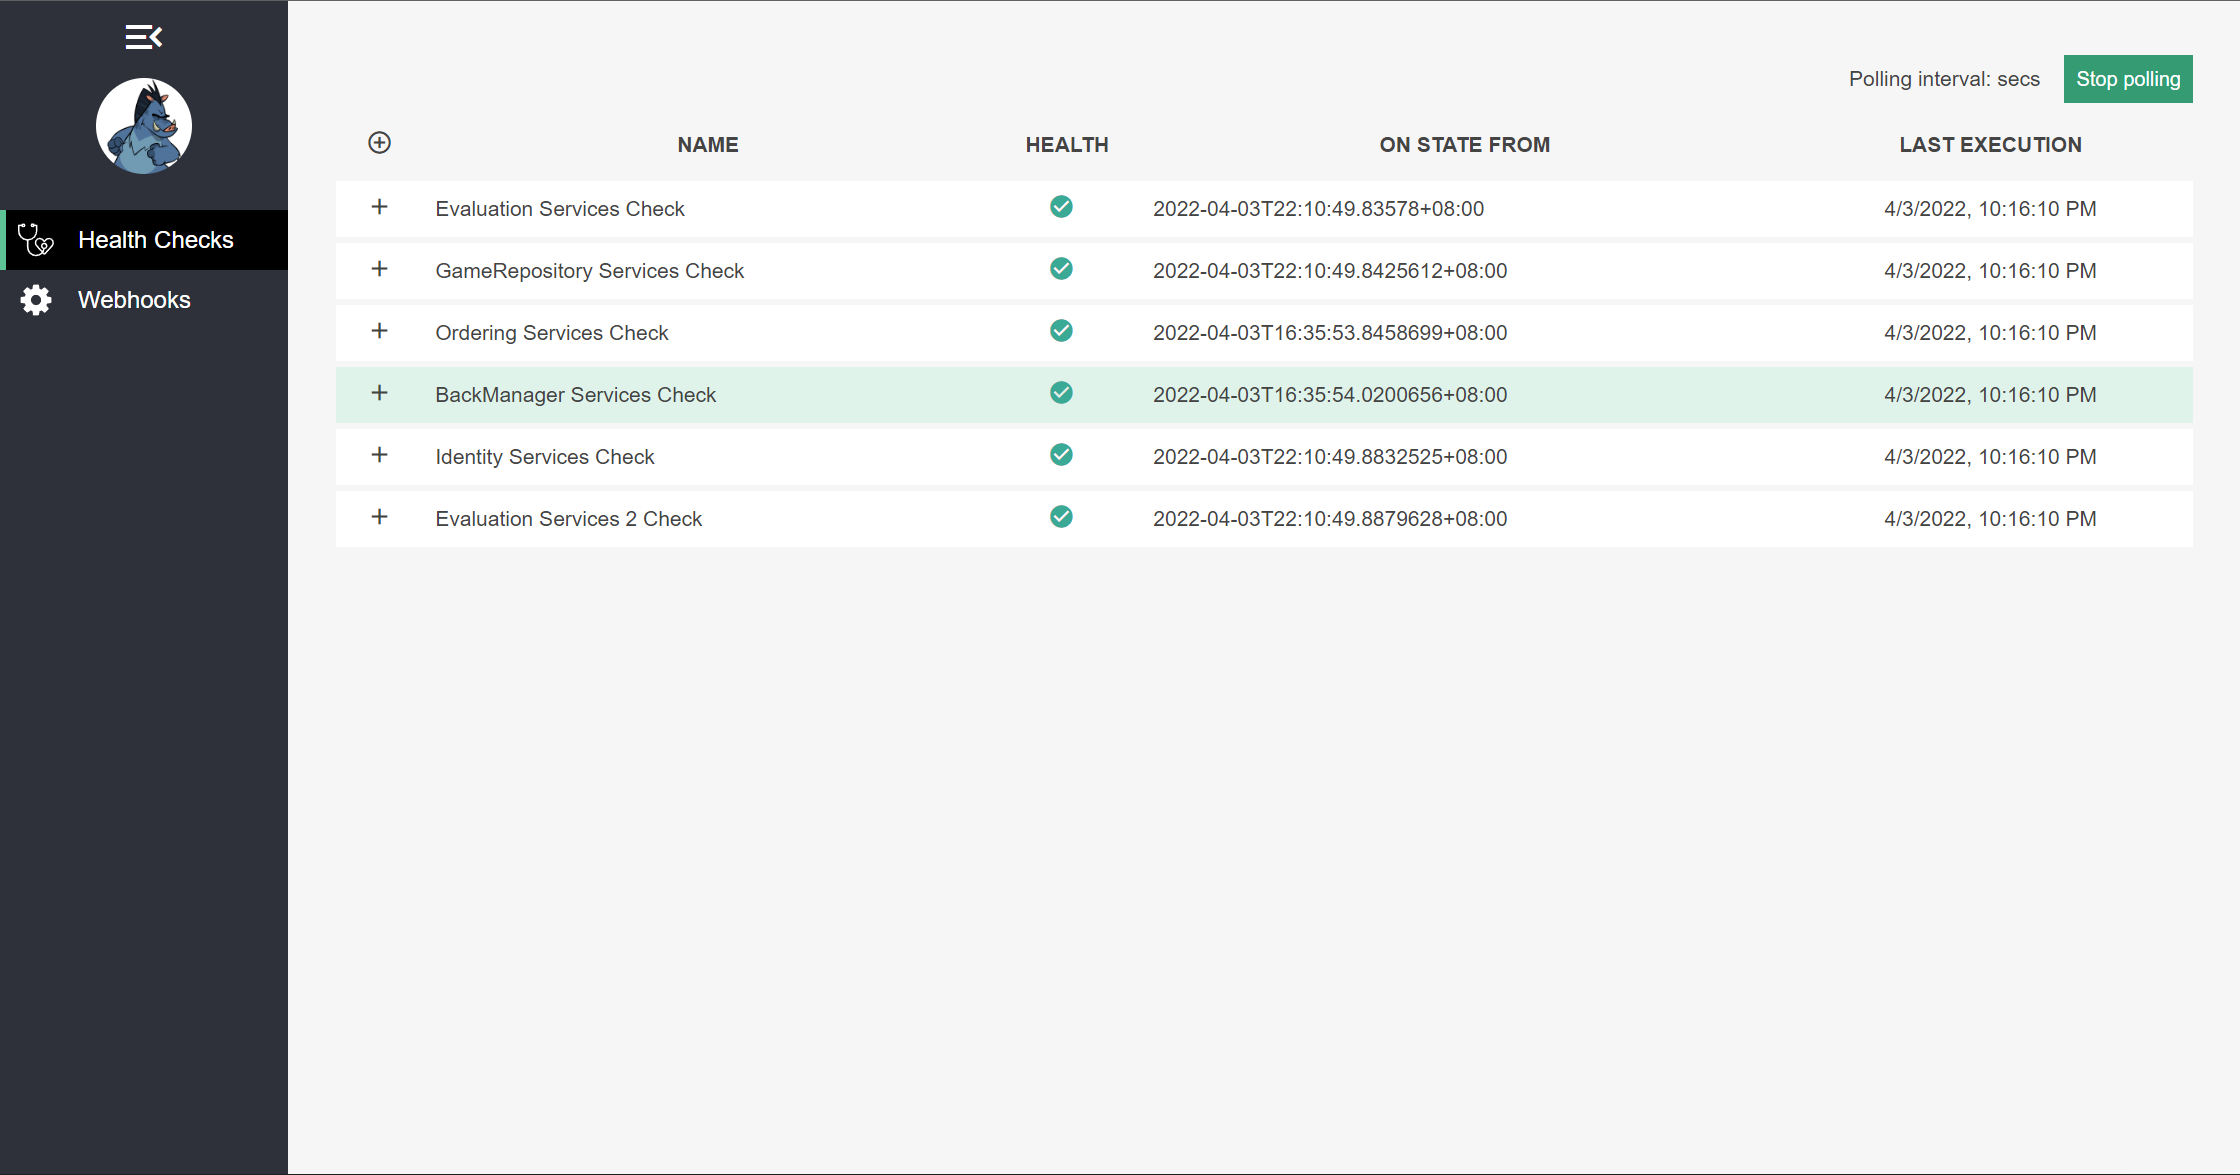 Polling interval: secs Stop polling
NAME HEALTH ON STATE FROM LAST EXECUTION
Evaluation Services Check 2022-04-03T22:10:49.83578+08:00 4/3/2022, 10:16:10 PM
Health Checks
GameRepository Services Check 2022-04-03T22:10:49.8425612+08:00 4/3/2022, 10:16:10 PM
Webhooks
Ordering Services Check 2022-04-03T16:35:53.8458699+08:00 4/3/2022, 10:16:10 PM
BackManager Services Check 2022-04-03T16:35:54.0200656+08:00 4/3/2022, 10:16:10 PM
Identity Services Check 2022-04-03T22:10:49.8832525+08:00 4/3/2022, 10:16:10 PM
Evaluation Services 2 Check 2022-04-03T22:10:49.8879628+08:00 4/3/2022, 10:16:10 PM